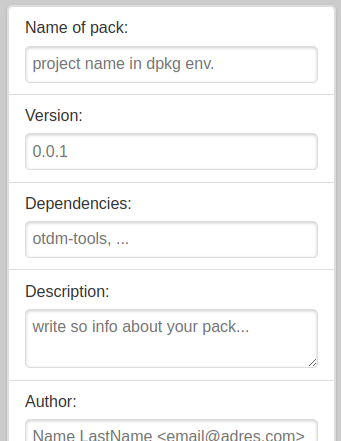 Name of pack:
project name in dpkg env.
Version:
0.0.1
Dependencies:
otdm-tools, ...
Description:
write so info about your pack...
Author:
Name LastName <email@adres.com>